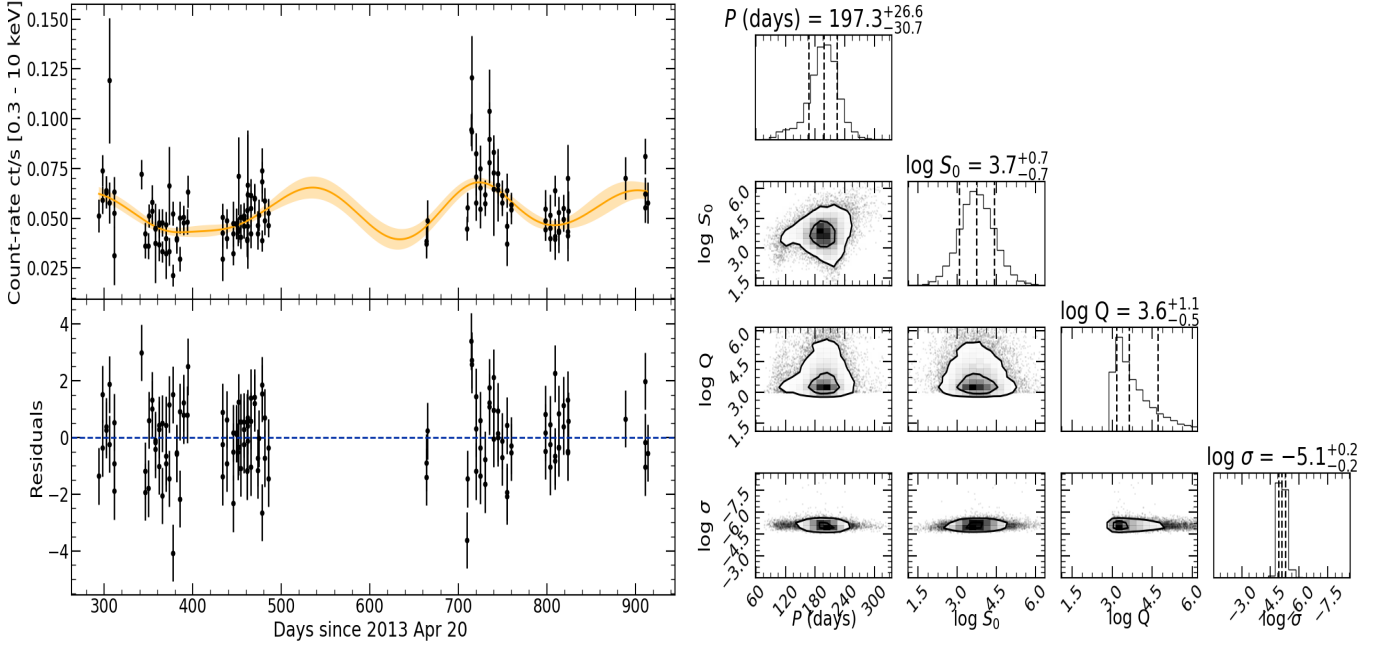 Count-rate ct/s [0.3 - 10 keV]
0.150
0.125
0.100
0.075
0.050
0.025
Residuals
4
2
0
−2
−4
300 400 500 600 700 800 900
Days since 2013 Apr 20
P (days) = 197.3 +26.6 −30.7
log S0 = 3.7 +0.7 −0.7
log S0
6.0
4.5
3.0
1.5
log Q = 3.6 +1.1 −0.5
log Q
6.0
4.5
3.0
1.5
log σ = −5.1 +0.2 −0.2
log σ
−7.5
−6.0
−4.5
−3.0
60 120 180 240 300
P (days)
1.5 3.0 4.5 6.0
log S0
1.5 3.0 4.5 6.0
log Q
−3.0 −4.5 −6.0 −7.5
log σ